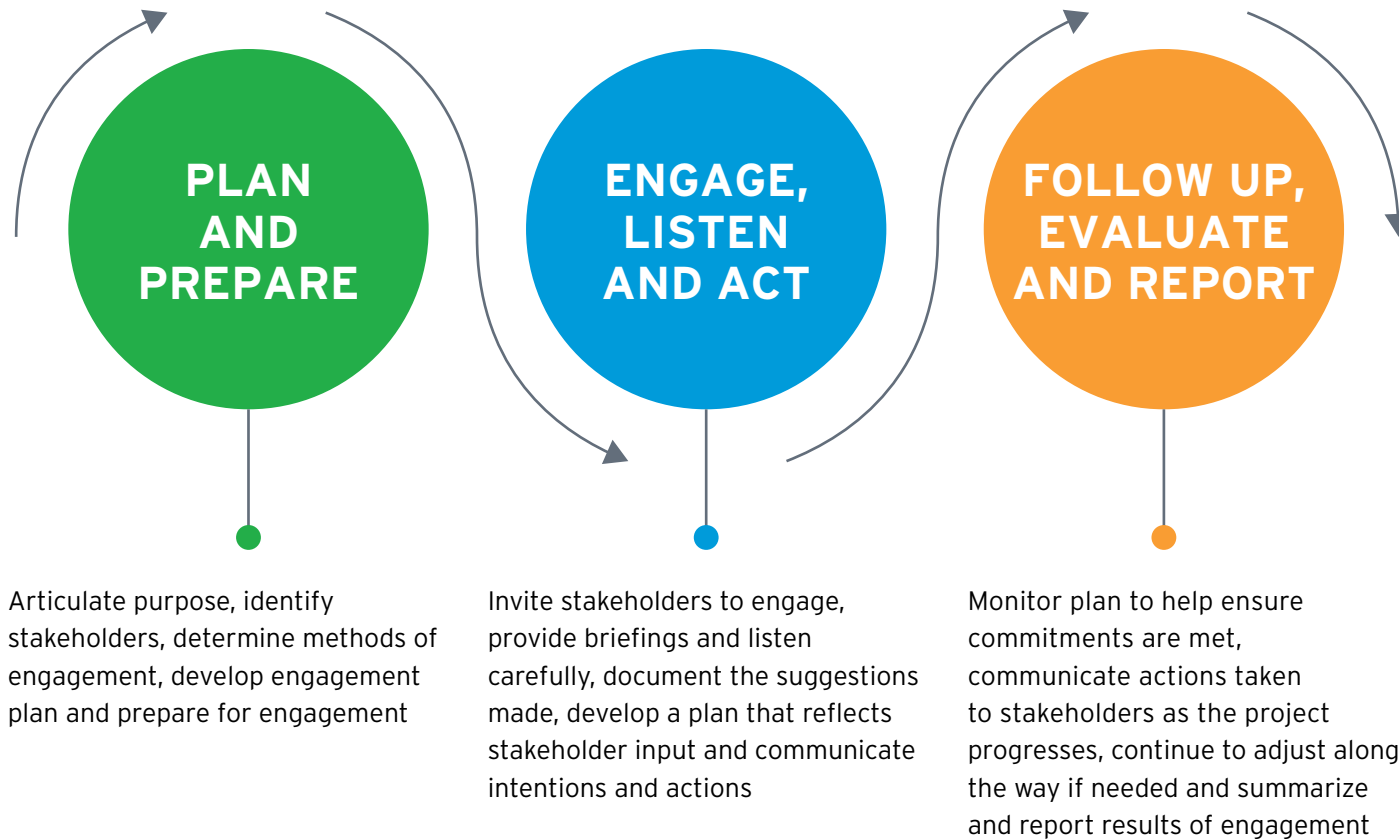 PLAN
AND
PREPARE
ENGAGE,
LISTEN
AND ACT
FOLLOW UP,
EVALUATE
AND REPORT
Articulate purpose, identify
stakeholders, determine methods of
engagement, develop engagement
plan and prepare for engagement
Invite stakeholders to engage,
provide briefings and listen
carefully, document the suggestions
made, develop a plan that reflects
stakeholder input and communicate
intentions and actions
Monitor plan to help ensure
commitments are met,
communicate actions taken
to stakeholders as the project
progresses, continue to adjust along
the way if needed and summarize
and report results of engagement